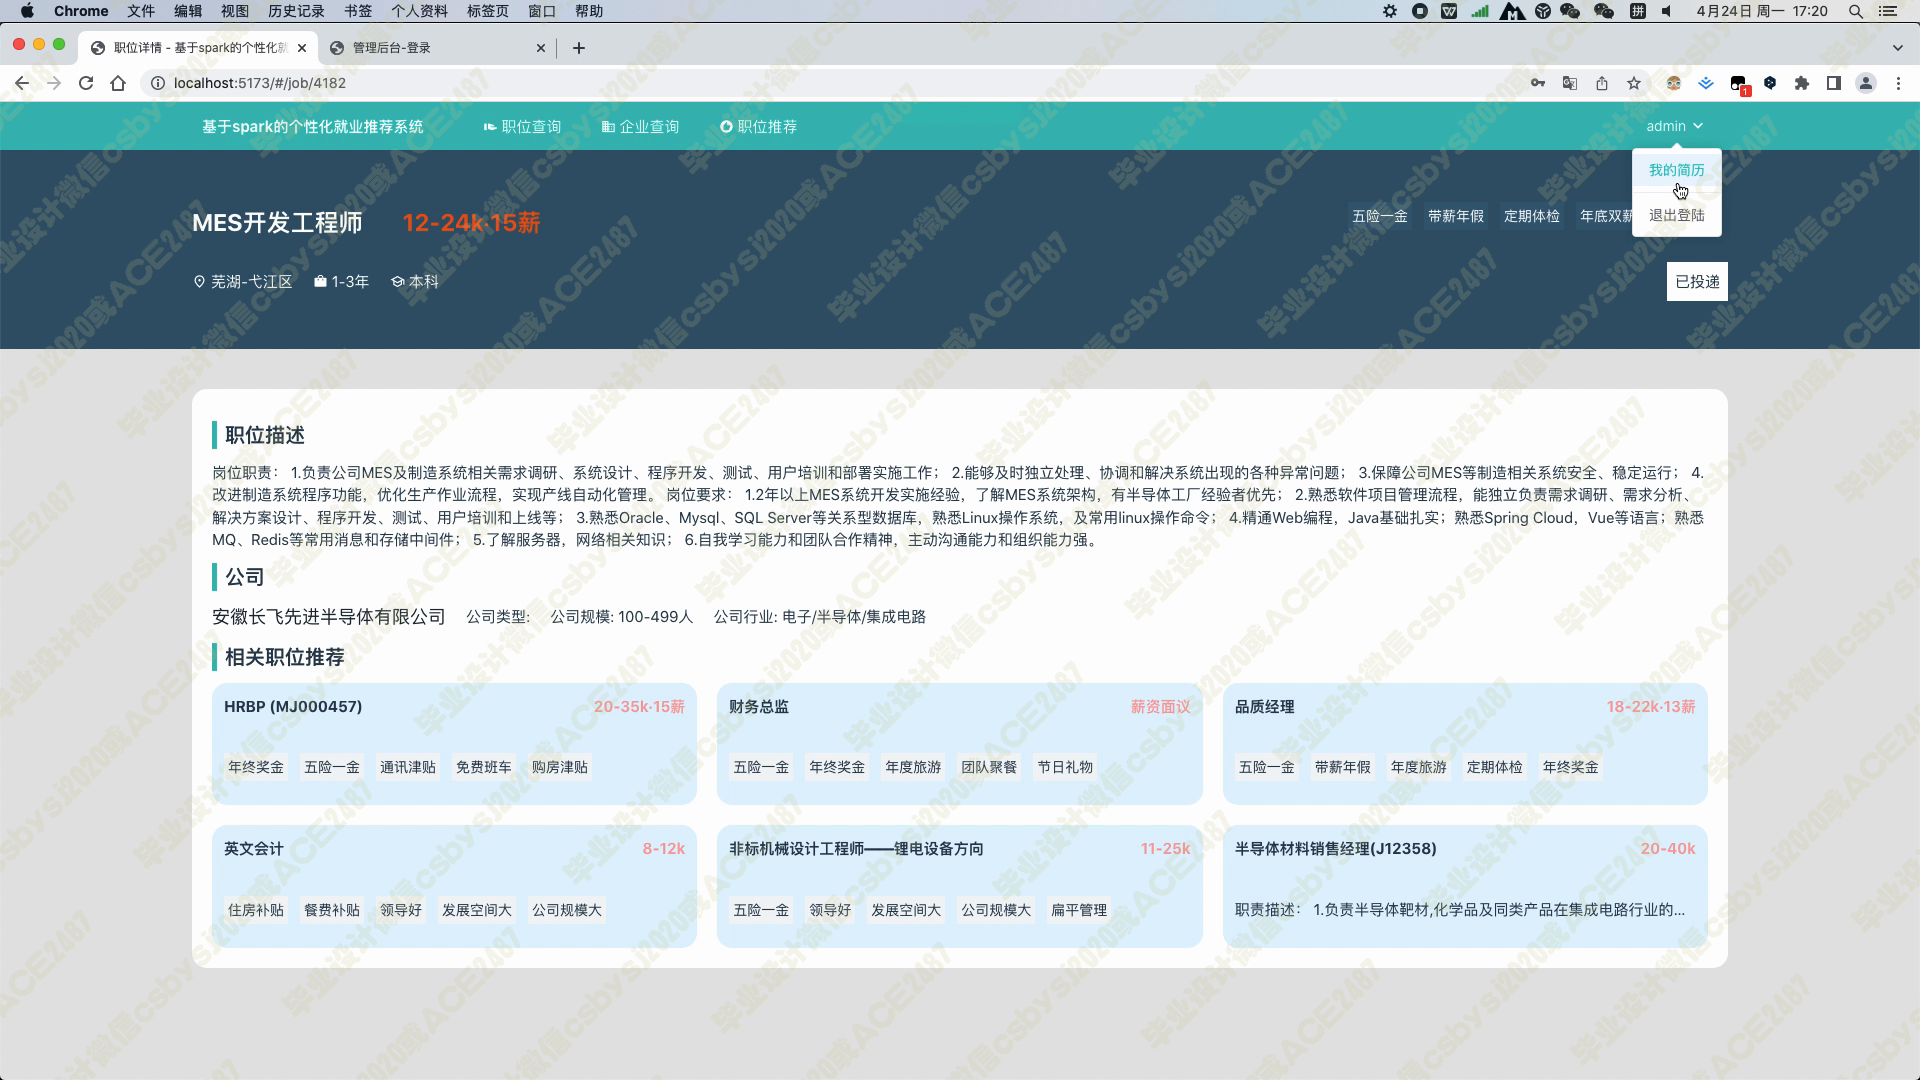 Chrome 文件 编辑 视图 历史记录 书签 个人资料 标签页 窗口 帮助 4月24日 周一 17:20
职位详情 - 基于spark的个性化就 管理后台-登录
localhost:5173/#/job/4182
基于spark的个性化就业推荐系统 职位查询 企业查询 职位推荐 admin
我的简历
退出登陆
MES开发工程师 12-24k·15薪 五险一金 带薪年假 定期体检 年底双薪
芜湖-弋江区 1-3年 本科 已投递
职位描述
岗位职责： 1.负责公司MES及制造系统相关需求调研、系统设计、程序开发、测试、用户培训和部署实施工作； 2.能够及时独立处理、协调和解决系统出现的各种异常问题； 3.保障公司MES等制造相关系统安全、稳定运行； 4.
改进制造系统程序功能，优化生产作业流程，实现产线自动化管理。 岗位要求： 1.2年以上MES系统开发实施经验，了解MES系统架构，有半导体工厂经验者优先； 2.熟悉软件项目管理流程，能独立负责需求调研、需求分析、
解决方案设计、程序开发、测试、用户培训和上线等； 3.熟悉Oracle、Mysql、SQL Server等关系型数据库，熟悉Linux操作系统，及常用linux操作命令； 4.精通Web编程，Java基础扎实；熟悉Spring Cloud，Vue等语言；熟悉
MQ、Redis等常用消息和存储中间件； 5.了解服务器，网络相关知识； 6.自我学习能力和团队合作精神，主动沟通能力和组织能力强。
公司
安徽长飞先进半导体有限公司 公司类型: 公司规模: 100-499人 公司行业: 电子/半导体/集成电路
相关职位推荐
HRBP (MJ000457) 20-35k·15薪
年终奖金 五险一金 通讯津贴 免费班车 购房津贴
财务总监 薪资面议
五险一金 年终奖金 年度旅游 团队聚餐 节日礼物
品质经理 18-22k·13薪
五险一金 带薪年假 年度旅游 定期体检 年终奖金
英文会计 8-12k
住房补贴 餐费补贴 领导好 发展空间大 公司规模大
非标机械设计工程师——锂电设备方向 11-25k
五险一金 领导好 发展空间大 公司规模大 扁平管理
半导体材料销售经理(J12358) 20-40k
职责描述： 1.负责半导体靶材,化学品及同类产品在集成电路行业的...
毕业设计微信csbysj2020或ACE2487